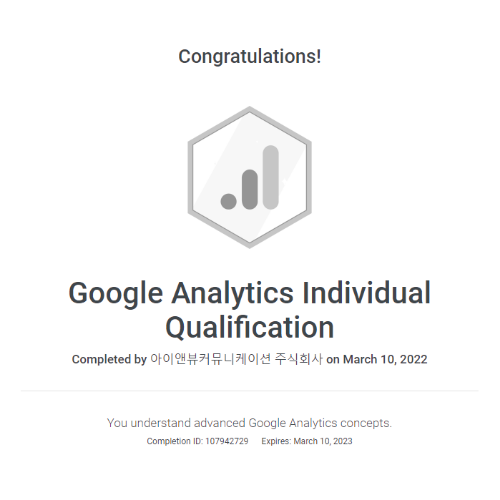 Congratulations!
Google Analytics Individual
Qualification
Completed by 아이앤뷰커뮤니케이션 주식회사 on March 10, 2022
You understand advanced Google Analytics concepts.
Completion ID: 107942729 Expires: March 10, 2023